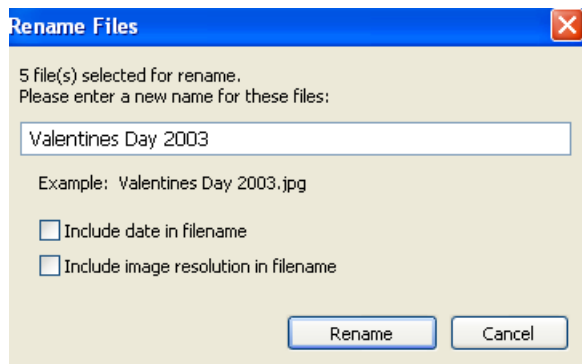 Rename Files
5 file(s) selected for rename.
Please enter a new name for these files:
Valentines Day 2003
Example:  Valentines Day 2003.jpg
Include date in filename
Include image resolution in filename
Rename
Cancel